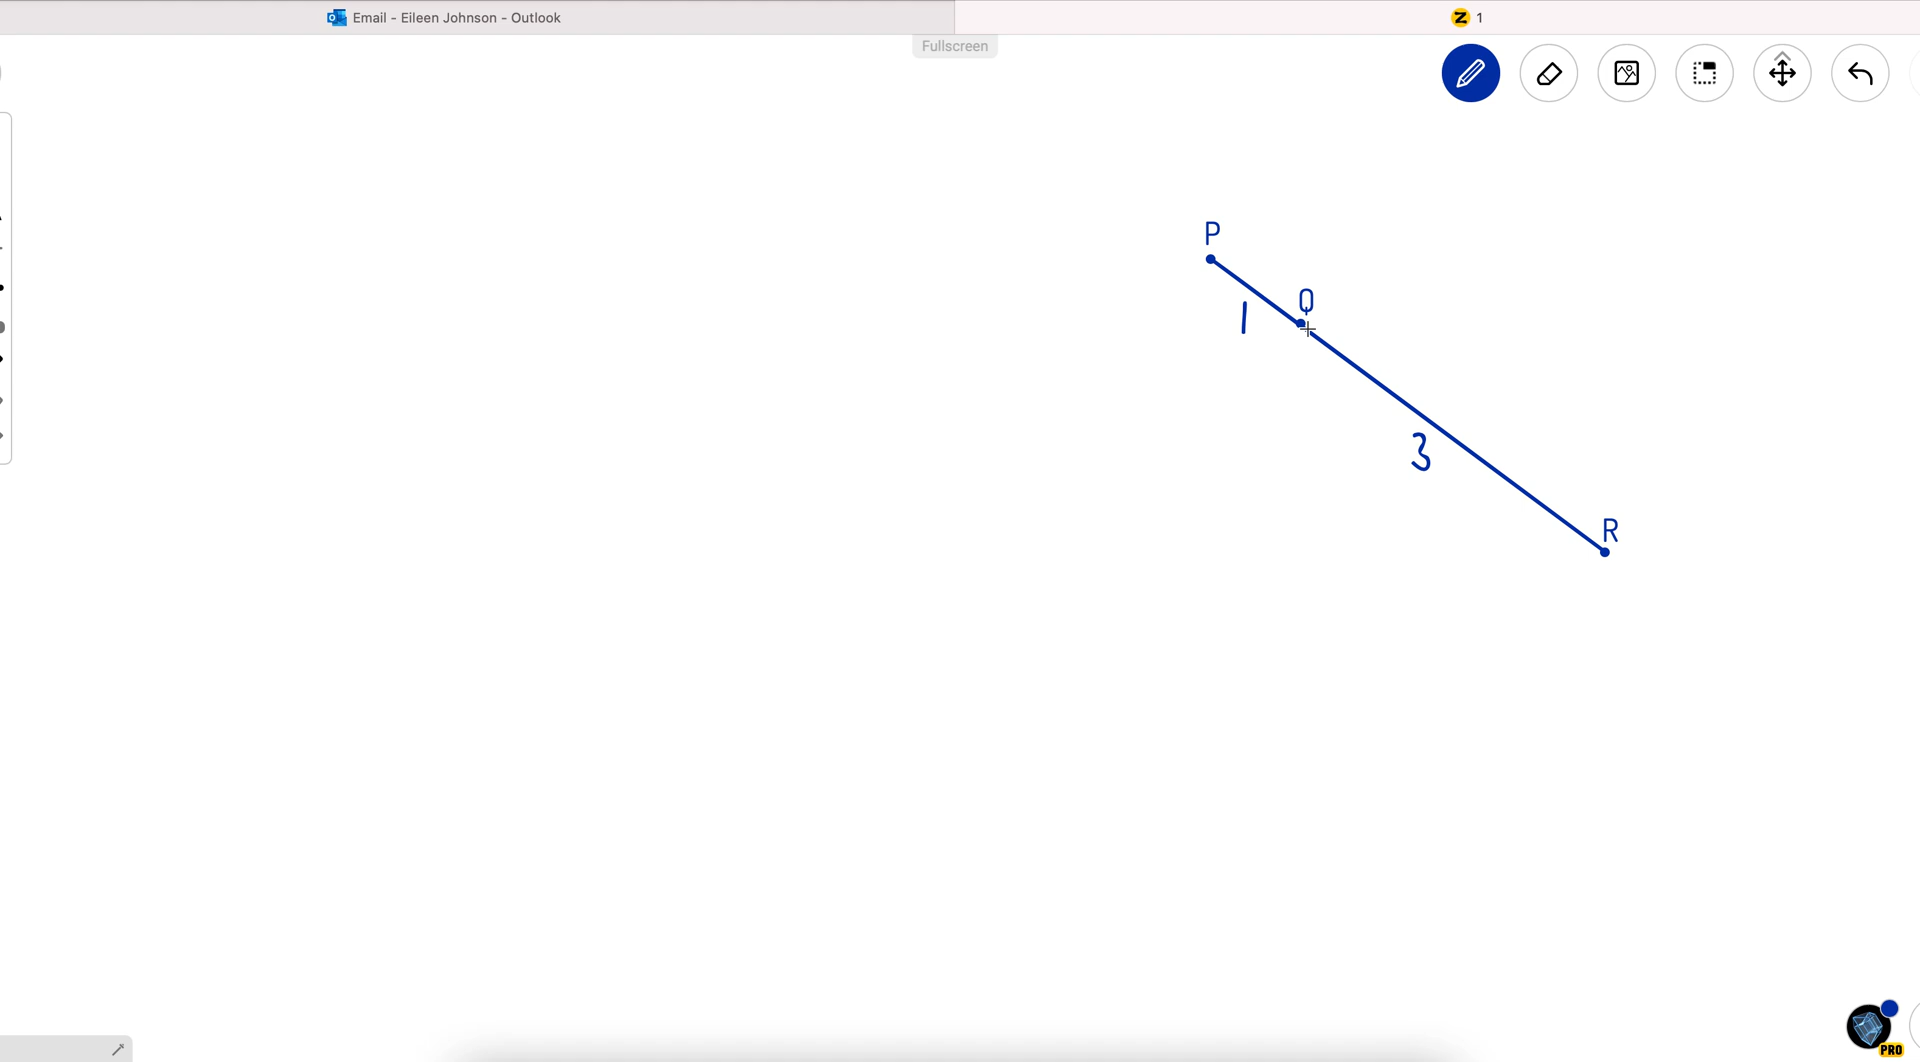 Email - Eileen Johnson - Outlook
Z 1
Fullscreen
P
Q
1
3
R
PRO